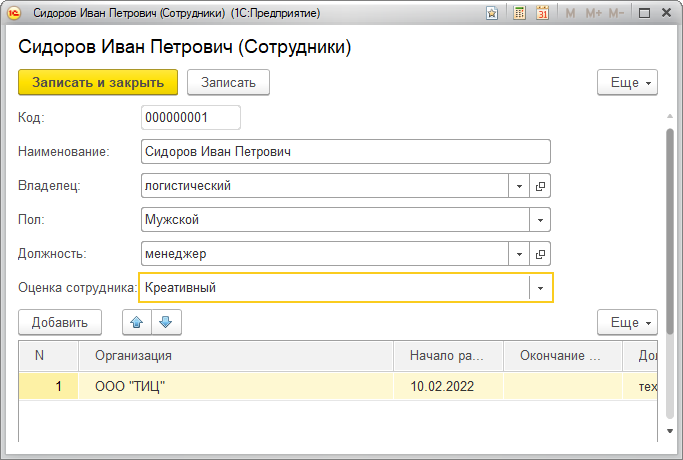 Сидоров Иван Петрович (Сотрудники) (1С:Предприятие)
M M+ M-
Сидоров Иван Петрович (Сотрудники)
Записать и закрыть Записать Еще
Код: 000000001
Наименование: Сидоров Иван Петрович
Владелец: логистический
Пол: Мужской
Должность: менеджер
Оценка сотрудника: Креативный
Добавить Еще
N Организация Начало ра... Окончание ... Дол
1 ООО "ТИЦ" 10.02.2022 тех